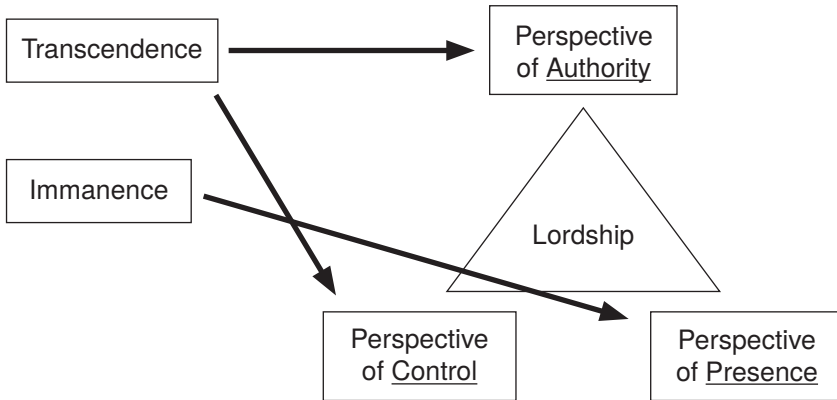 Transcendence
Perspective
of Authority
Immanence
Lordship
Perspective
of Control
Perspective
of Presence